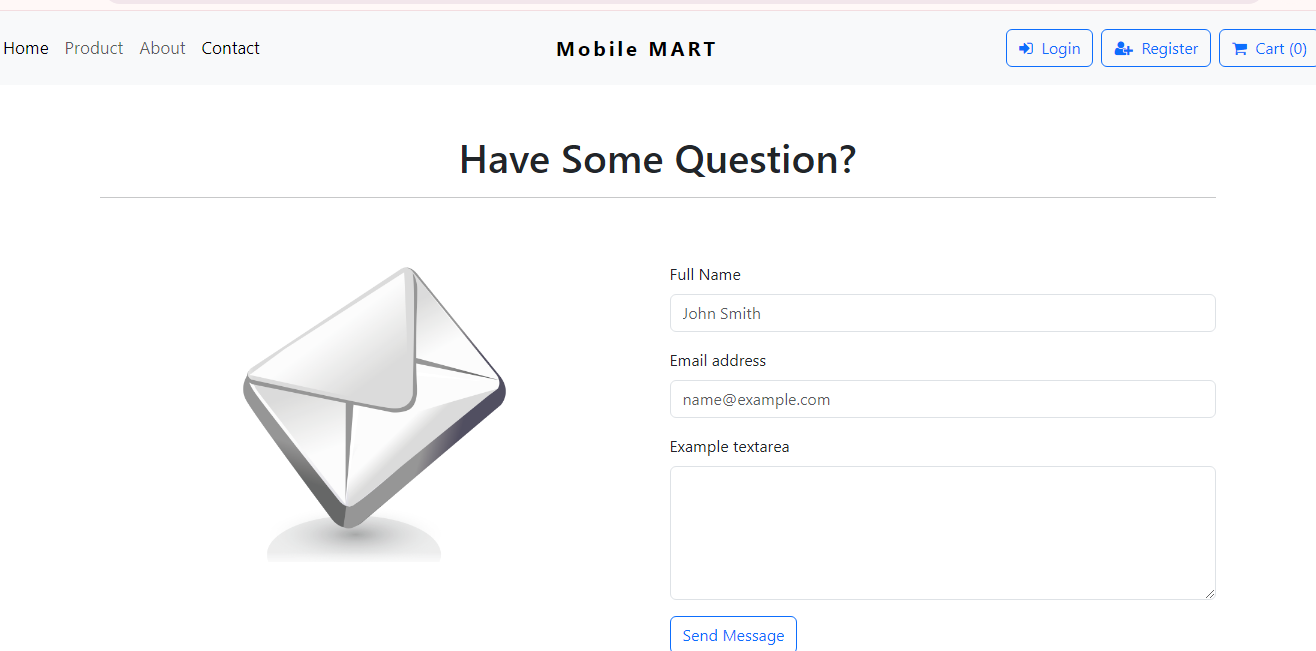 Home Product About Contact Mobile MART Login Register Cart (0)
Have Some Question?
Full Name
John Smith
Email address
name@example.com
Example textarea
Send Message